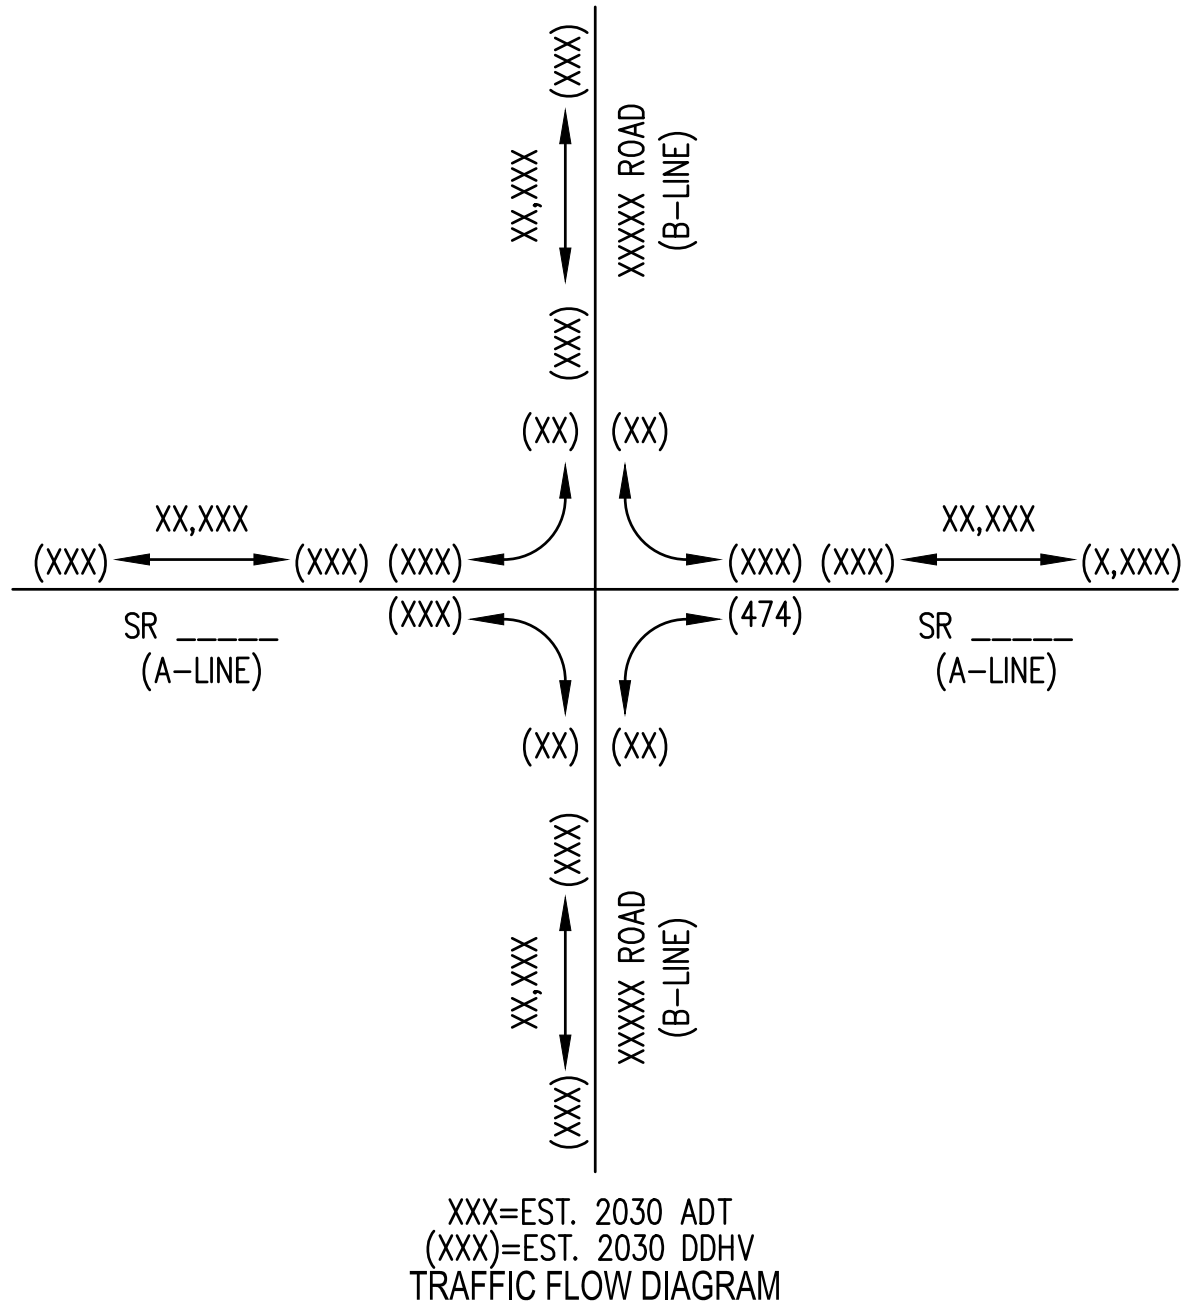 (XXX)
XX,XXX
XXXXX ROAD
(B-LINE)
(XXX)
(XX) (XX)
XX,XXX
XX,XXX
(XXX) (XXX) (XXX)
(XXX) (XXX) (X,XXX)
(XXX)
(474)
SR _____
(A-LINE)
SR _____
(A-LINE)
(XX) (XX)
(XXX)
XX,XXX
XXXXX ROAD
(B-LINE)
(XXX)
XXX=EST. 2030 ADT
(XXX)=EST. 2030 DDHV
TRAFFIC FLOW DIAGRAM